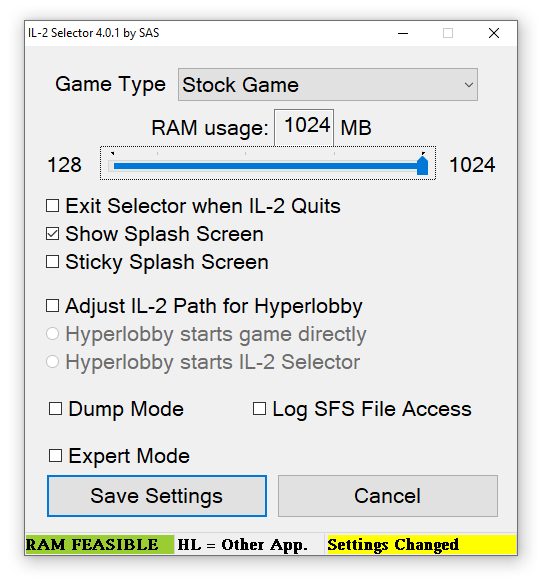 IL-2 Selector 4.0.1 by SAS
Game Type Stock Game
RAM usage: 1024 MB
128 1024
Exit Selector when IL-2 Quits
Show Splash Screen
Sticky Splash Screen
Adjust IL-2 Path for Hyperlobby
Hyperlobby starts game directly
Hyperlobby starts IL-2 Selector
Dump Mode Log SFS File Access
Expert Mode
Save Settings Cancel
RAM FEASIBLE HL = Other App. Settings Changed